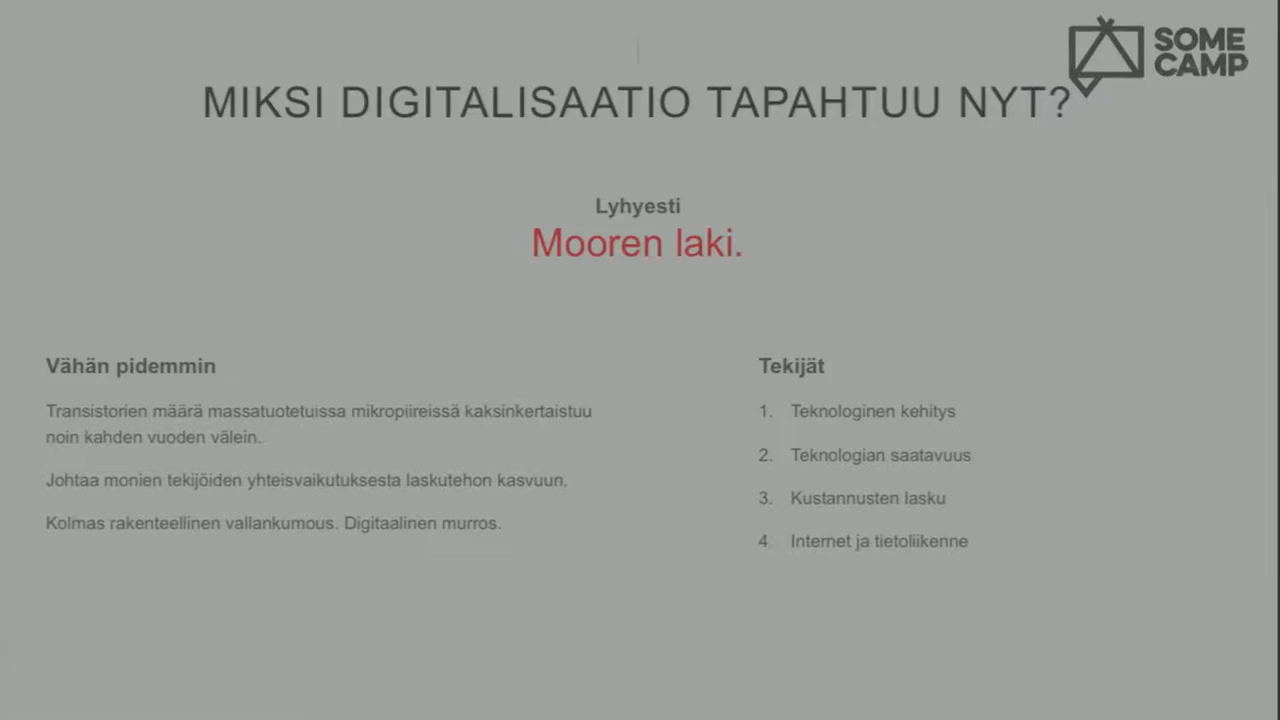 SOME
CAMP
MIKSI DIGITALISAATIO TAPAHTUU NYT?
Lyhyesti
Mooren laki.
Vähän pidemmin
Transistorien määrä massatuotetuissa mikropiireissä kaksinkertaistuu
noin kahden vuoden välein.
Johtaa monien tekijöiden yhteisvaikutuksesta laskutehon kasvuun.
Kolmas rakenteellinen vallankumous. Digitaalinen murros.
Tekijät
1. Teknologinen kehitys
2. Teknologian saatavuus
3. Kustannusten lasku
4. Internet ja tietoliikenne